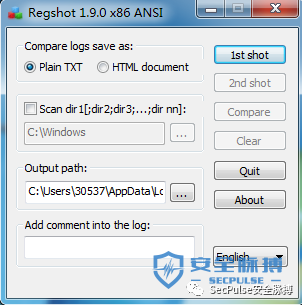 Regshot 1.9.0 x86 ANSI
Compare logs save as:
Plain TXT
HTML document
1st shot
2nd shot
Scan dir1[;dir2;dir3;...;dir nn]:
Compare
C:\Windows
...
Clear
Output path:
Quit
C:\Users\30537\AppData\Lo
...
About
Add comment into the log:
English
安全脉搏
SECPULSE
SecPulse安全脉搏